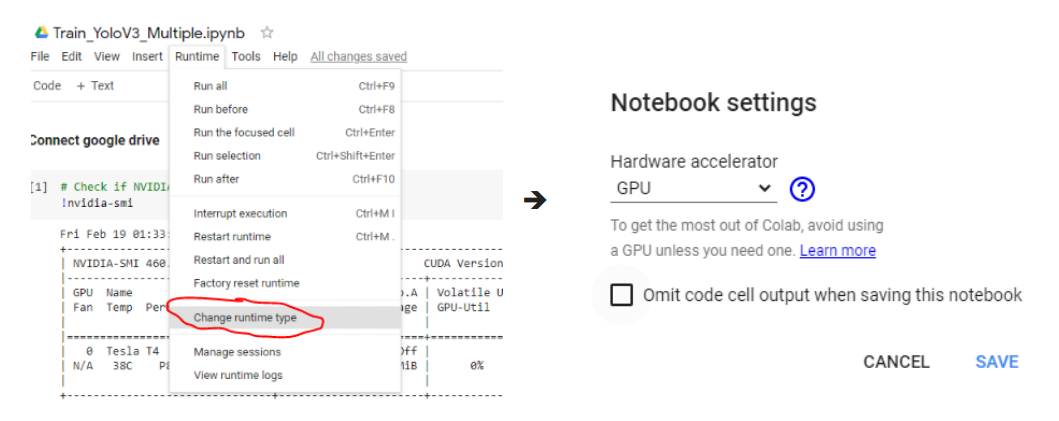 Train_YoloV3_Multiple.ipynb
File Edit View Insert Runtime Tools Help All changes saved
Code + Text
Run all Ctrl+F9
Run before Ctrl+F8
Run the focused cell Ctrl+Enter
Run selection Ctrl+Shift+Enter
Run after Ctrl+F10
Interrupt execution Ctrl+M I
Restart runtime Ctrl+M .
Restart and run all
Factory reset runtime
Change runtime type
Manage sessions
View runtime logs
Connect google drive
[1] # Check if NVIDI
!nvidia-smi
Fri Feb 19 01:33:
NVIDIA-SMI 460. CUDA Version
GPU Name p.A | Volatile U
Fan Temp Per age | GPU-Util
0 Tesla T4 Off |
N/A 38C P8 MiB | 0%
Notebook settings
Hardware accelerator
GPU
To get the most out of Colab, avoid using
a GPU unless you need one. Learn more
Omit code cell output when saving this notebook
CANCEL SAVE